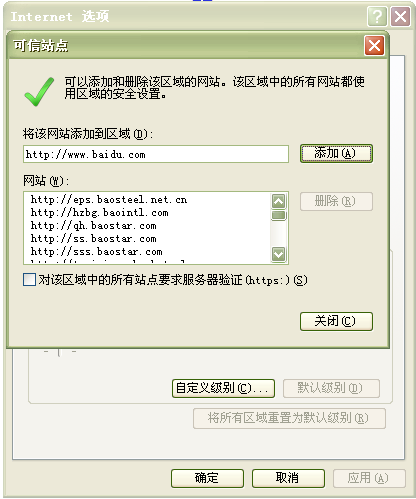 Internet 选项
可信站点
可以添加和删除该区域的网站。该区域中的所有网站都使
用区域的安全设置。
将该网站添加到区域(D):
http://www.baidu.com
添加(A)
网站(W):
http://eps.baosteel.net.cn
http://hzbg.baointl.com
http://qh.baostar.com
http://ss.baostar.com
http://sss.baostar.com
删除(R)
对该区域中的所有站点要求服务器验证(https:)(S)
关闭(C)
自定义级别(C)...
默认级别(D)
将所有区域重置为默认级别(R)
确定
取消
应用(A)